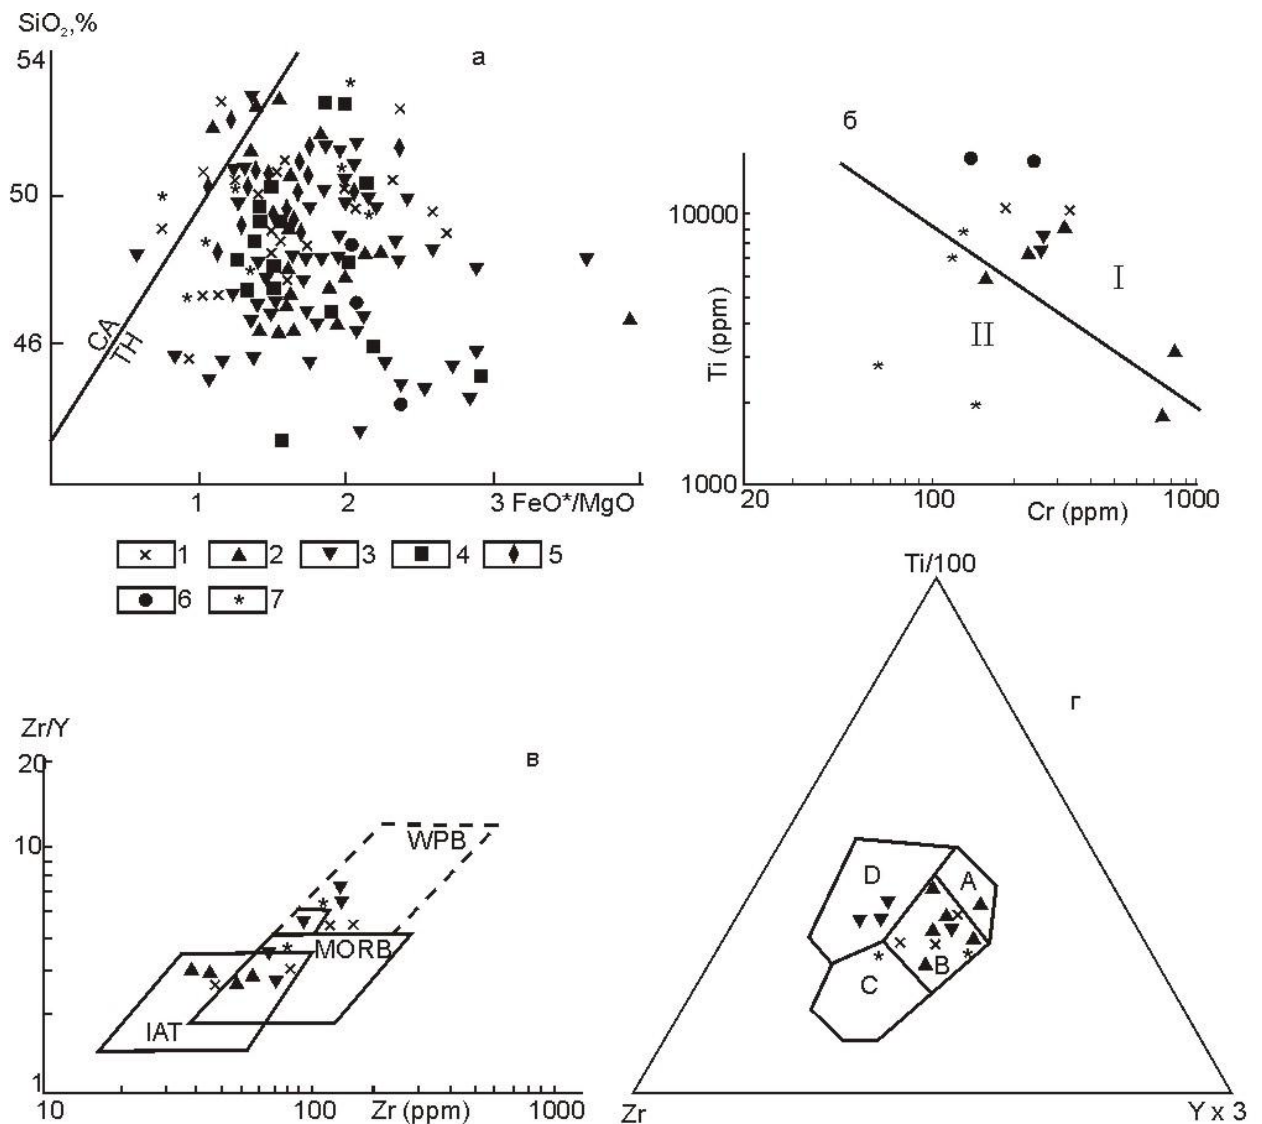 SiO₂,%
а
54
50
46
CA
TH
1
2
3 FeO*/MgO
б
10000
Ti (ppm)
I
II
1000
20
100
1000
Cr (ppm)
1
2
3
4
5
6
7
Zr/Y
в
20
10
1
WPB
MORB
IAT
10
100
Zr (ppm)
1000
Ti/100
г
D
A
B
C
Zr
Y x 3